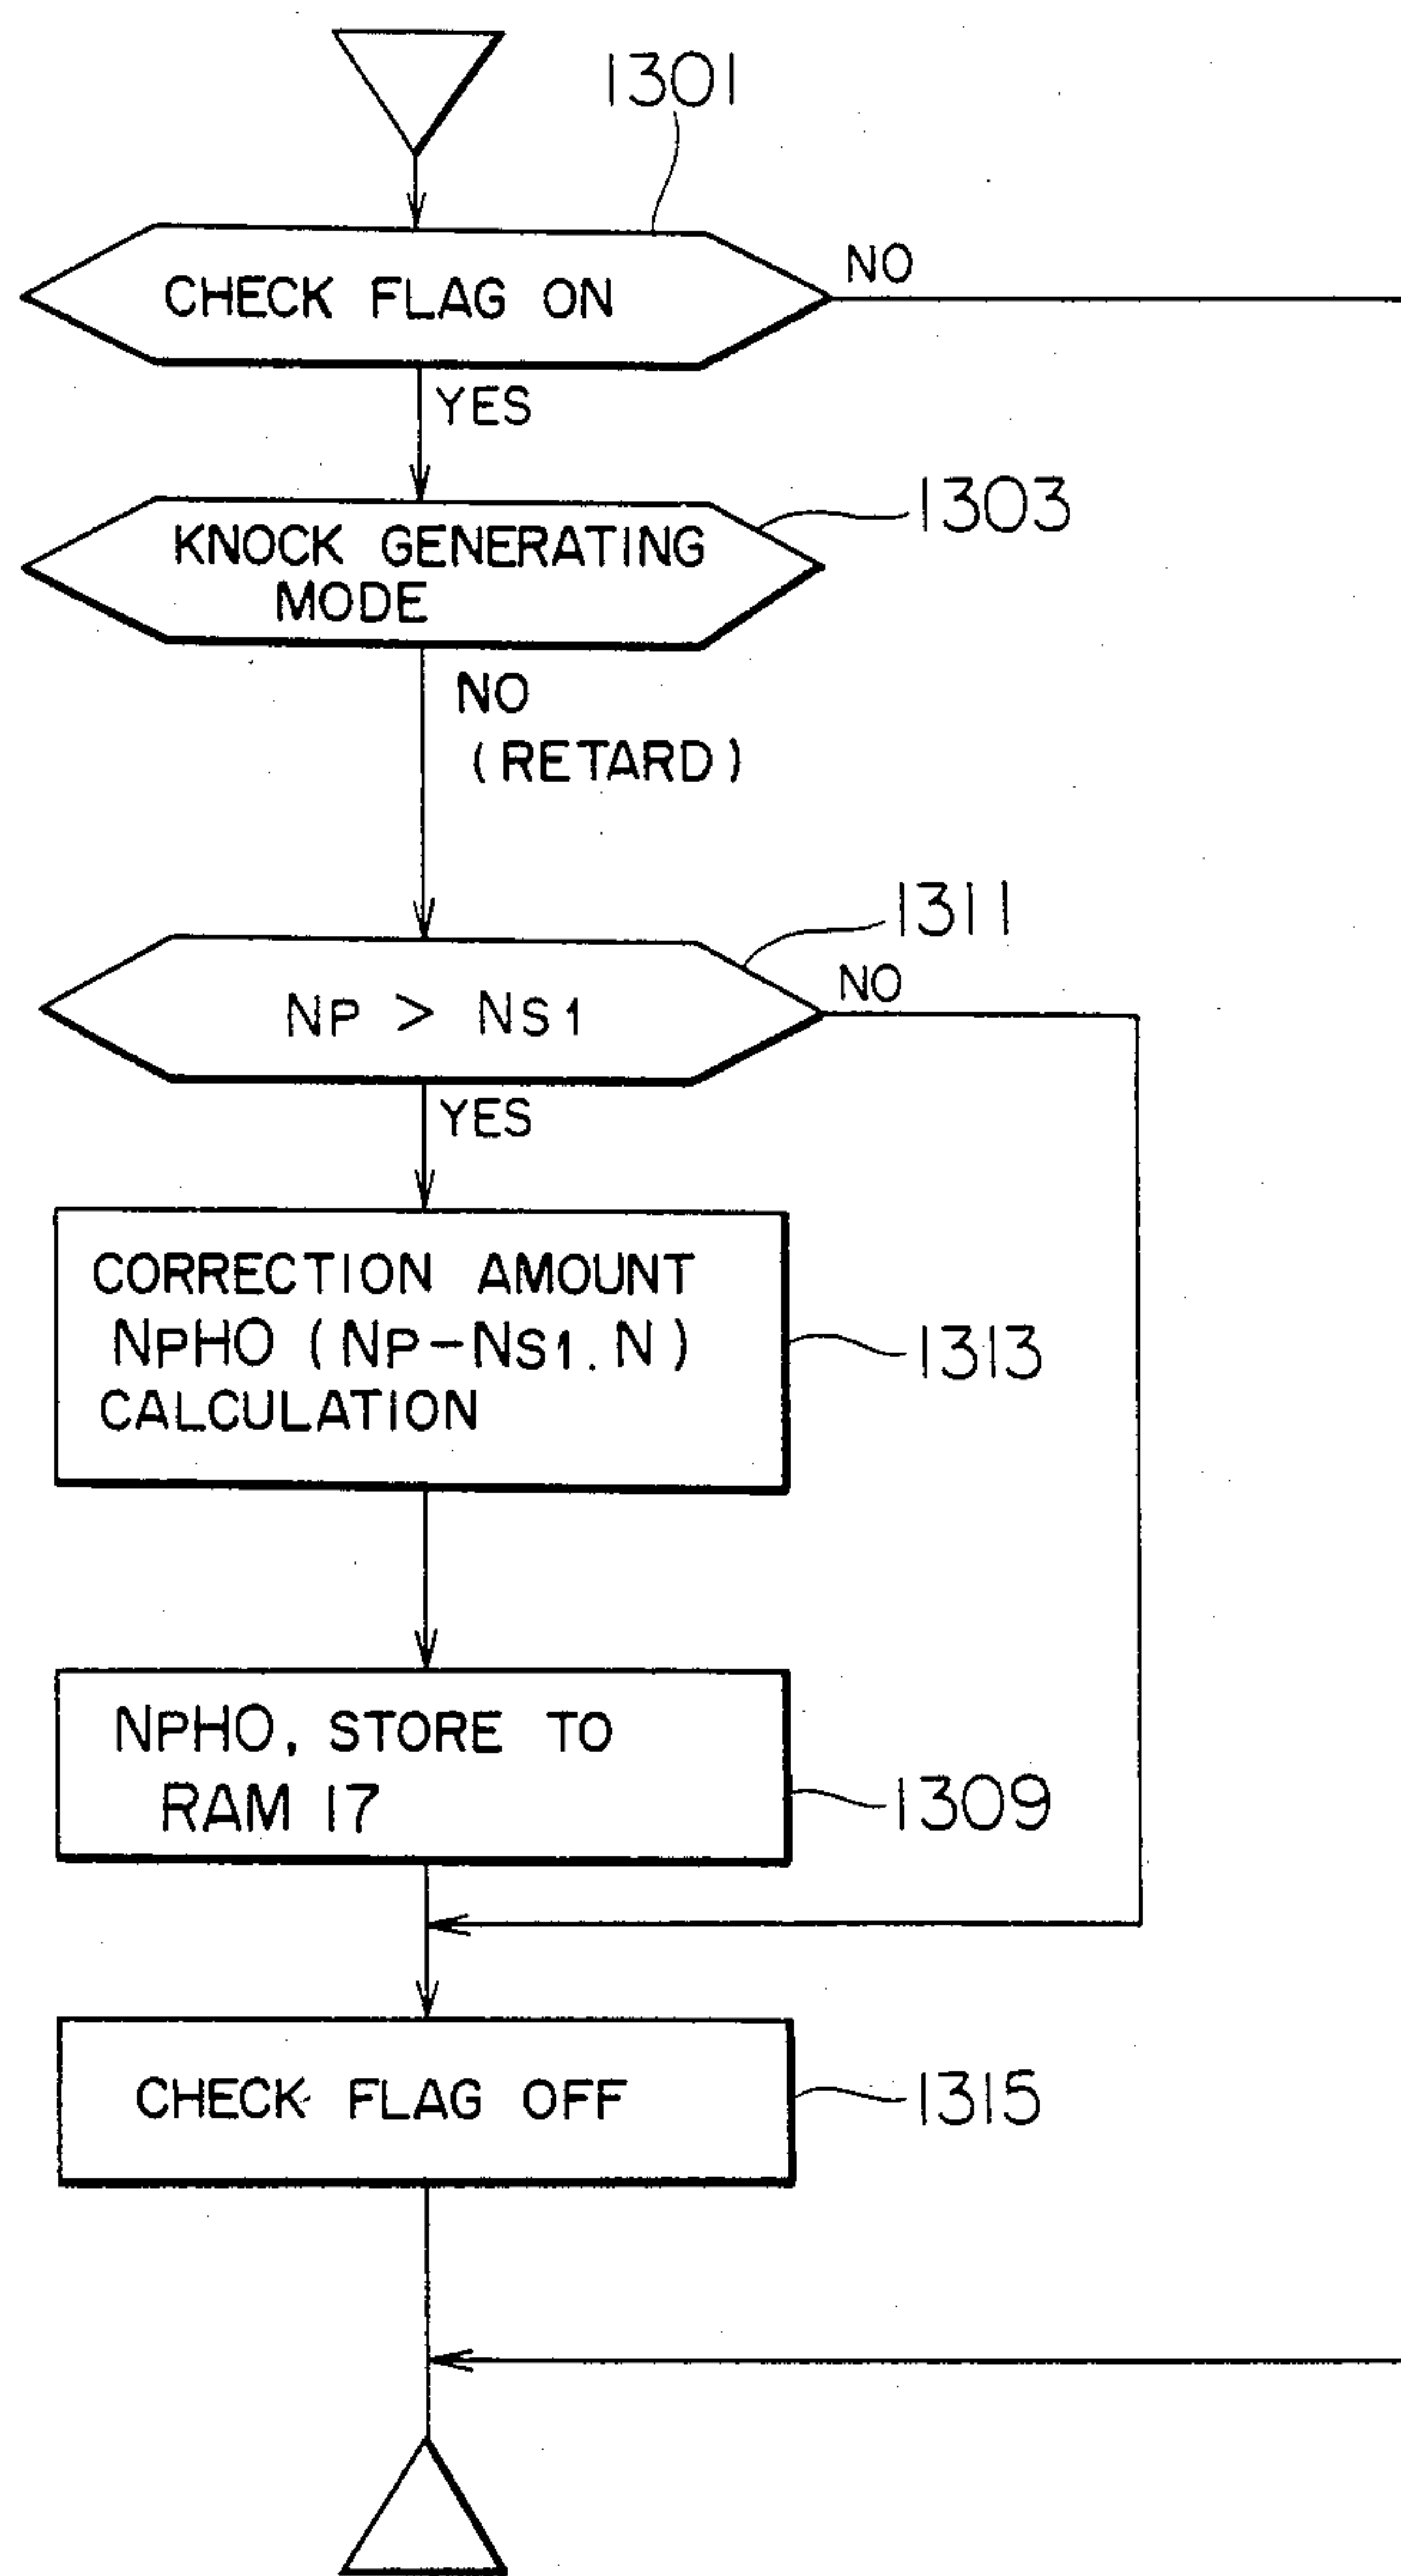 1301
CHECK FLAG ON
NO
YES
KNOCK GENERATING
MODE
1303
NO
(RETARD)
1311
NP > NS1
NO
YES
CORRECTION AMOUNT
NPHO (NP-NS1. N)
CALCULATION
1313
NPHO, STORE TO
RAM 17
1309
CHECK FLAG OFF
1315